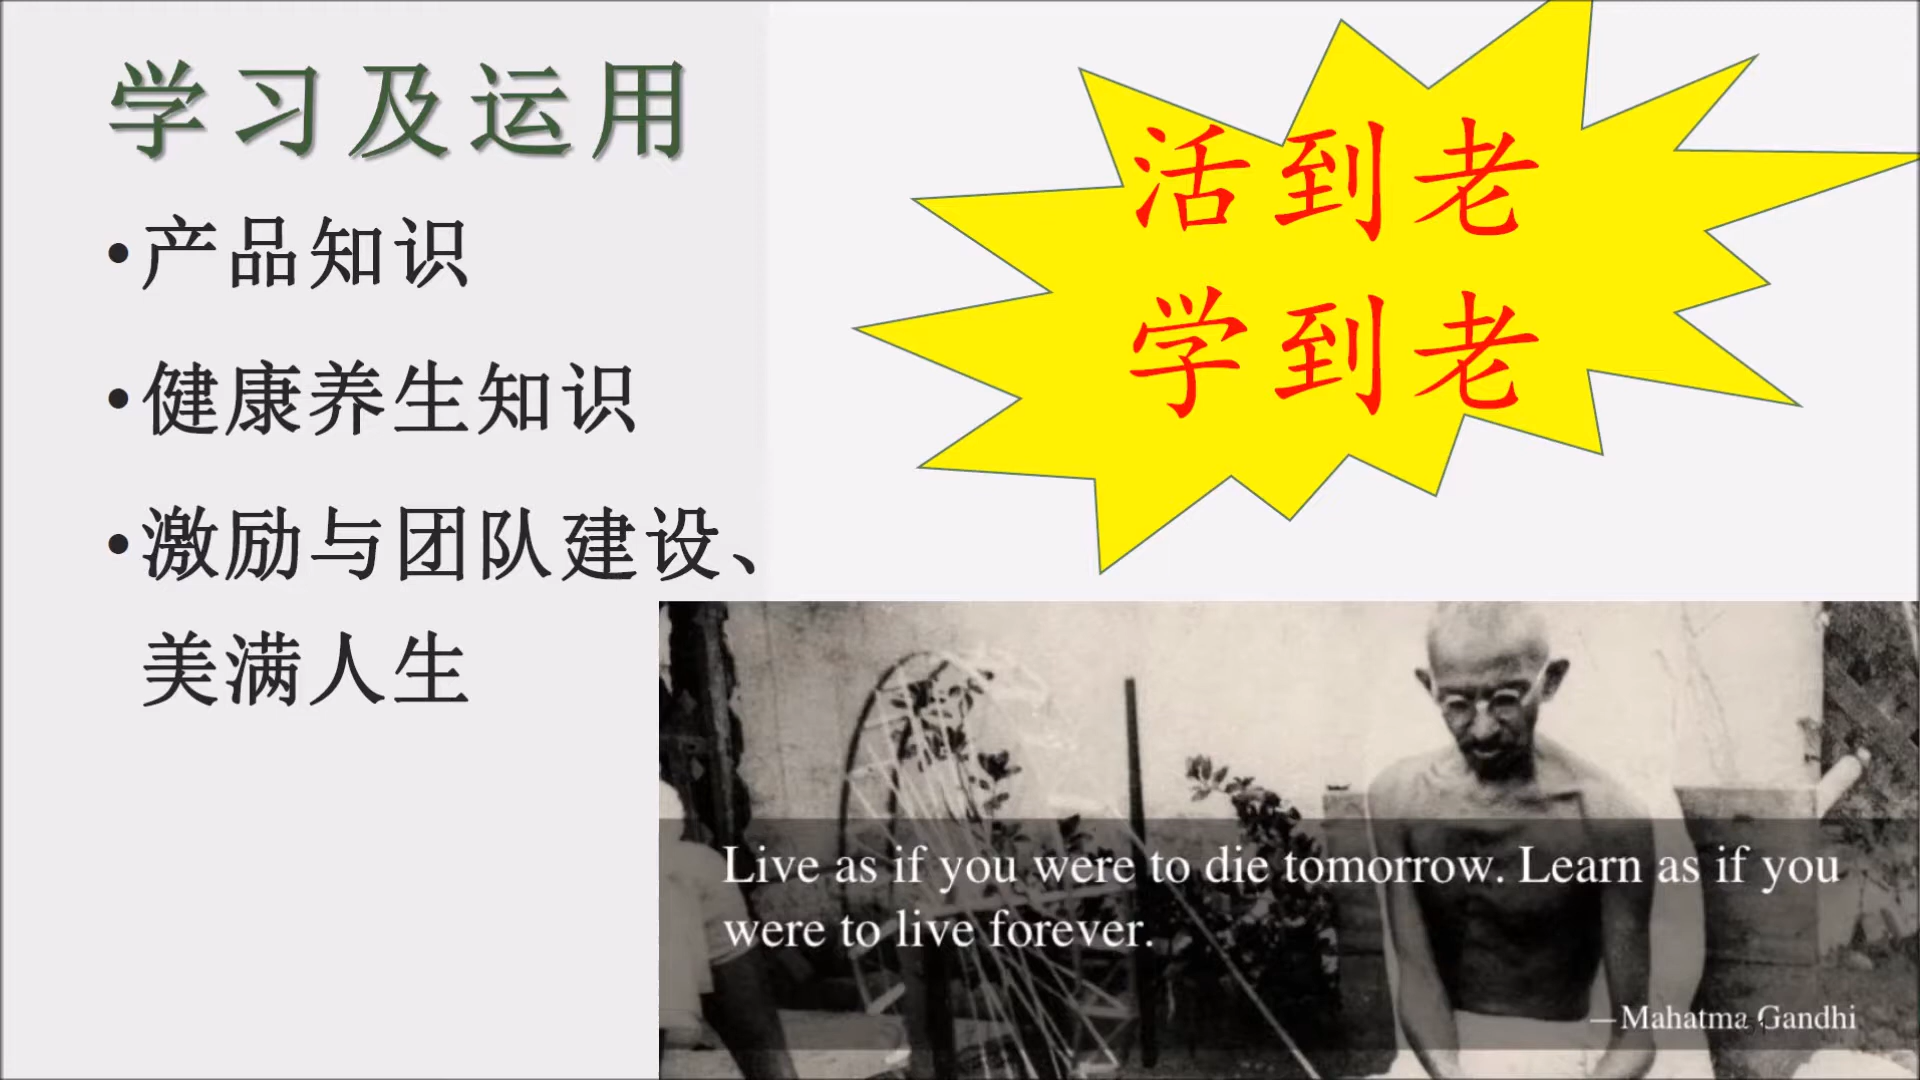 学习及运用
•产品知识
•健康养生知识
•激励与团队建设、
美满人生
活到老
学到老
Live as if you were to die tomorrow. Learn as if you
were to live forever.
—Mahatma Gandhi